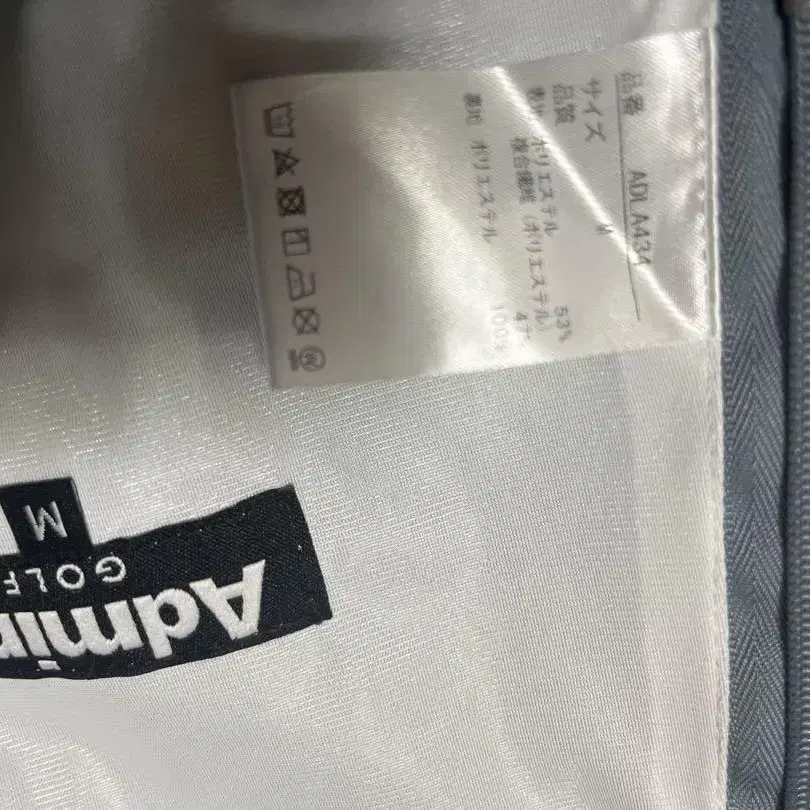 品番 ADLA434
サイズ M
品質
表地 ポリエステル 53%
複合繊維(ポリエステル) 47%
裏地 ポリエステル 100%
M
GOLF
Admir